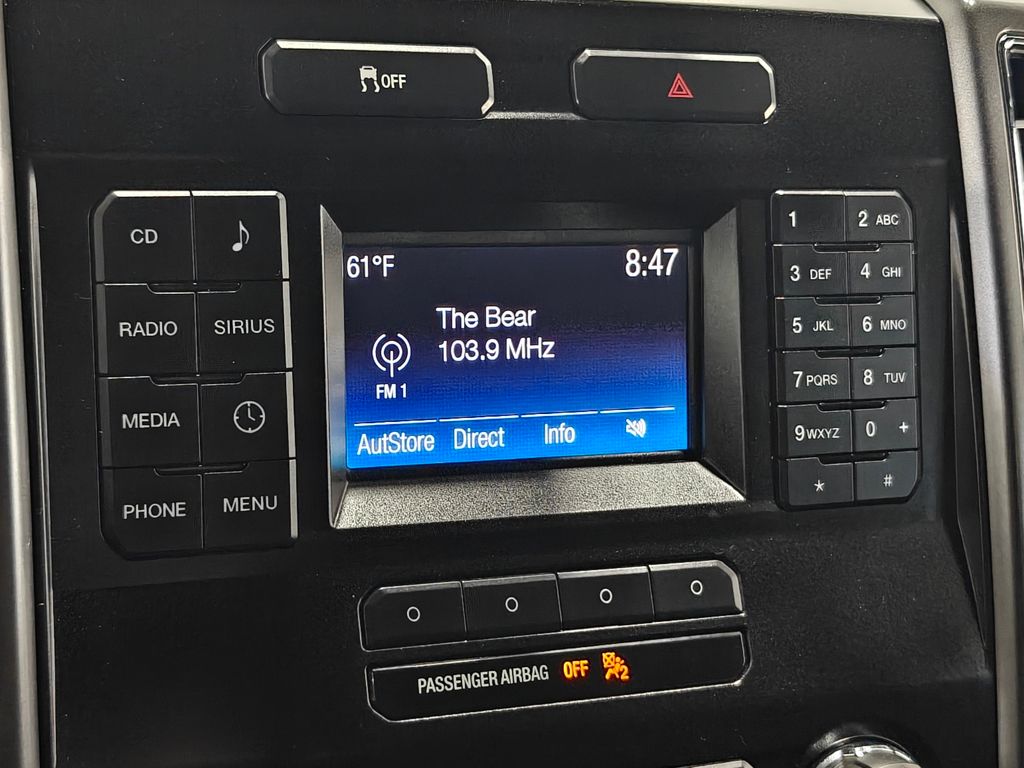 OFF
61°F 8:47
The Bear
103.9 MHz
FM 1
AutStore Direct Info
CD
RADIO SIRIUS
MEDIA
PHONE MENU
1 2 ABC
3 DEF 4 GHI
5 JKL 6 MNO
7 PQRS 8 TUV
9 WXYZ 0 +
* #
PASSENGER AIRBAG OFF 2